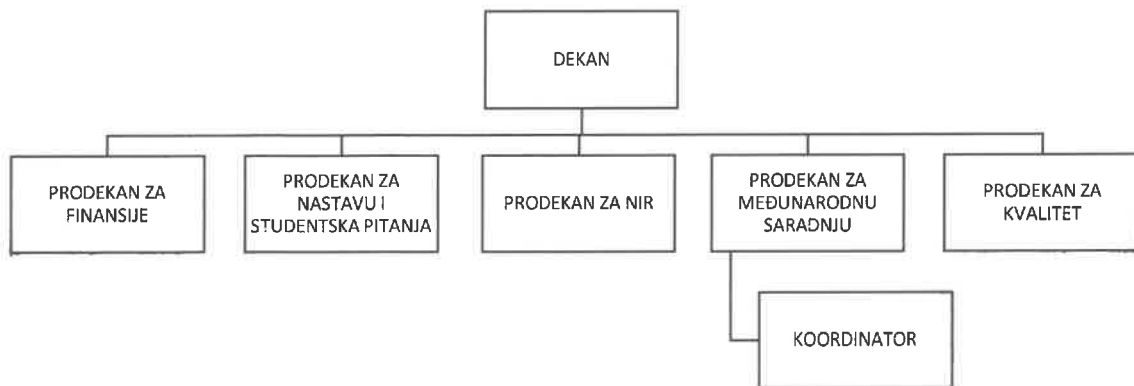 DEKAN
PRODEKAN ZA
FINANSIJE
PRODEKAN ZA
NASTAVU I
STUDENTSKA PITANJA
PRODEKAN ZA NIR
PRODEKAN ZA
MEĐUNARODNU
SARADNJU
PRODEKAN ZA
KVALITET
KOORDINATOR